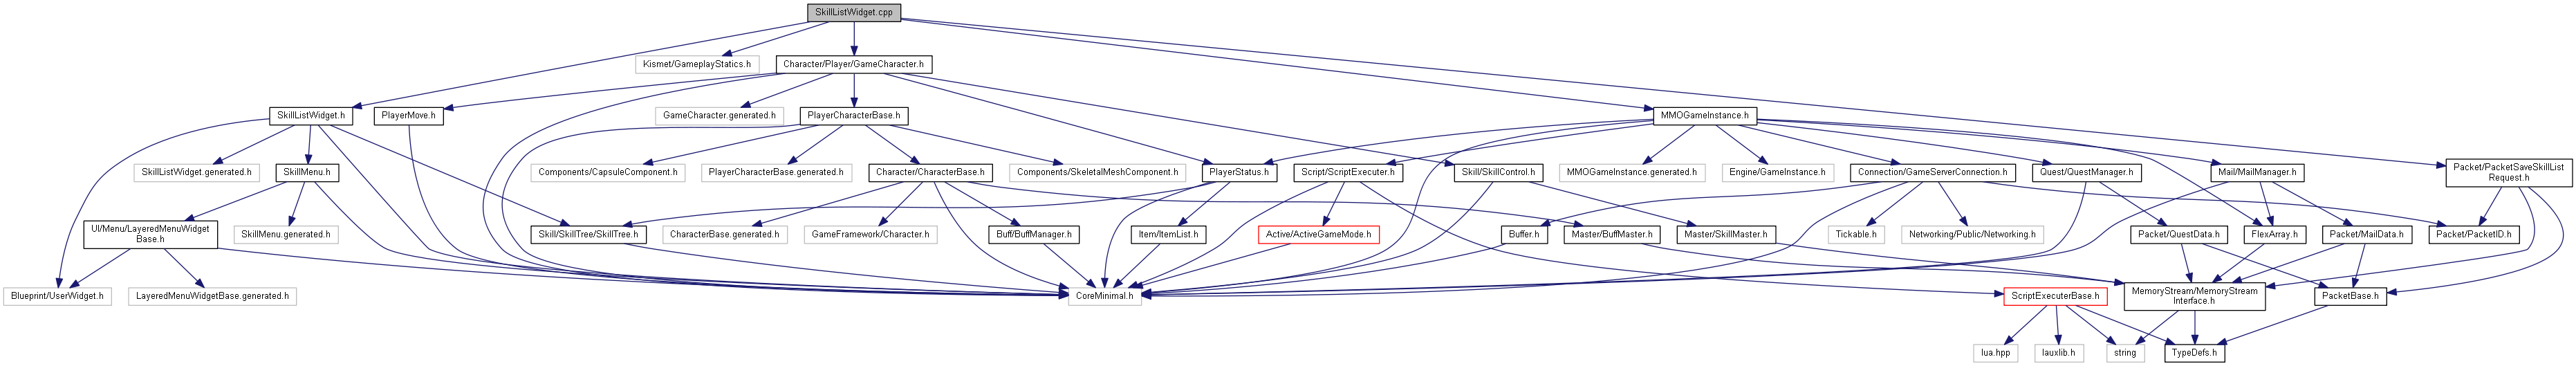 SkillListWidget.cpp
Kismet/GameplayStatics.h
Character/Player/GameCharacter.h
SkillListWidget.h
PlayerMove.h
GameCharacter.generated.h
PlayerCharacterBase.h
MMOGameInstance.h
SkillListWidget.generated.h
SkillMenu.h
Components/CapsuleComponent.h
PlayerCharacterBase.generated.h
Character/CharacterBase.h
Components/SkeletalMeshComponent.h
PlayerStatus.h
Script/ScriptExecuter.h
Skill/SkillControl.h
MMOGameInstance.generated.h
Engine/GameInstance.h
Connection/GameServerConnection.h
Quest/QuestManager.h
Mail/MailManager.h
Packet/PacketSaveSkillList
Request.h
UI/Menu/LayeredMenuWidget
Base.h
SkillMenu.generated.h
Skill/SkillTree/SkillTree.h
CharacterBase.generated.h
GameFramework/Character.h
Buff/BuffManager.h
Item/ItemList.h
Active/ActiveGameMode.h
Buffer.h
Master/BuffMaster.h
Master/SkillMaster.h
Tickable.h
Networking/Public/Networking.h
Packet/QuestData.h
FlexArray.h
Packet/MailData.h
Packet/PacketID.h
Blueprint/UserWidget.h
LayeredMenuWidgetBase.generated.h
CoreMinimal.h
ScriptExecuterBase.h
MemoryStream/MemoryStream
Interface.h
PacketBase.h
lua.hpp
lauxlib.h
string
TypeDefs.h